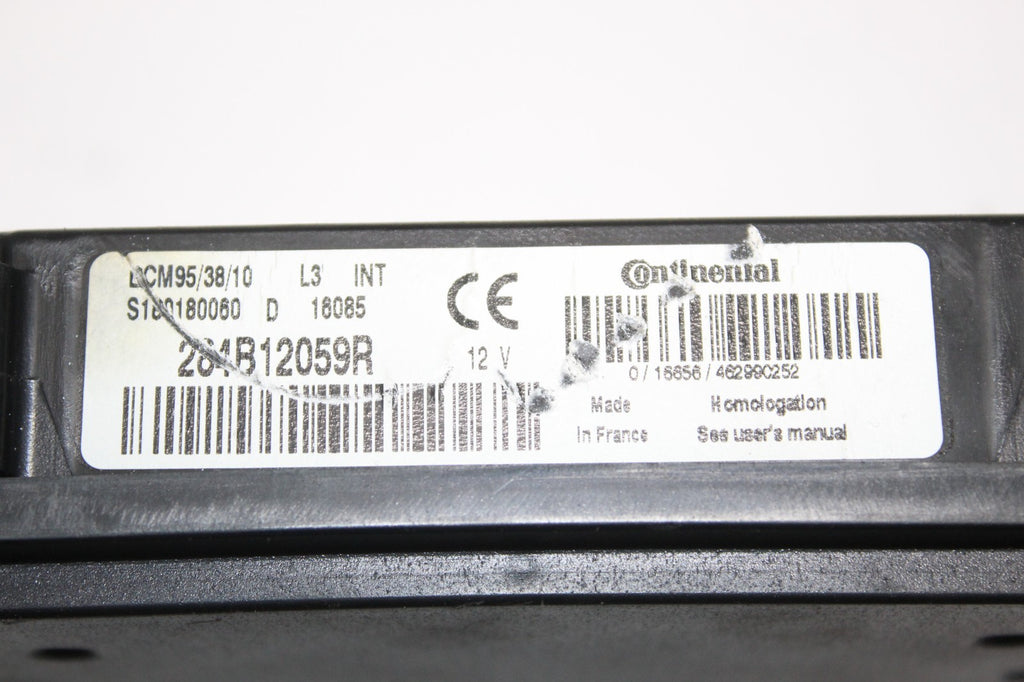 BCM95/38/10 L3 INT
S180180060 D 16085
284B12059R
12 V
CE
Continental
0/16656/462990252
Made
In France
Homologation
See user's manual